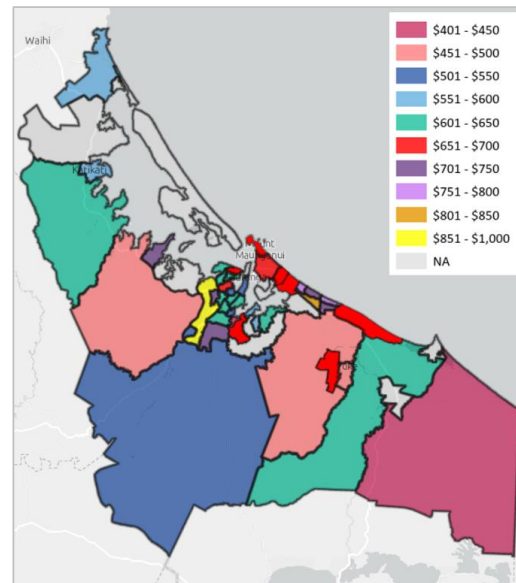 Waihi
Katikati
Mount
Maunganui
$401 - $450
$451 - $500
$501 - $550
$551 - $600
$601 - $650
$651 - $700
$701 - $750
$751 - $800
$801 - $850
$851 - $1,000
NA